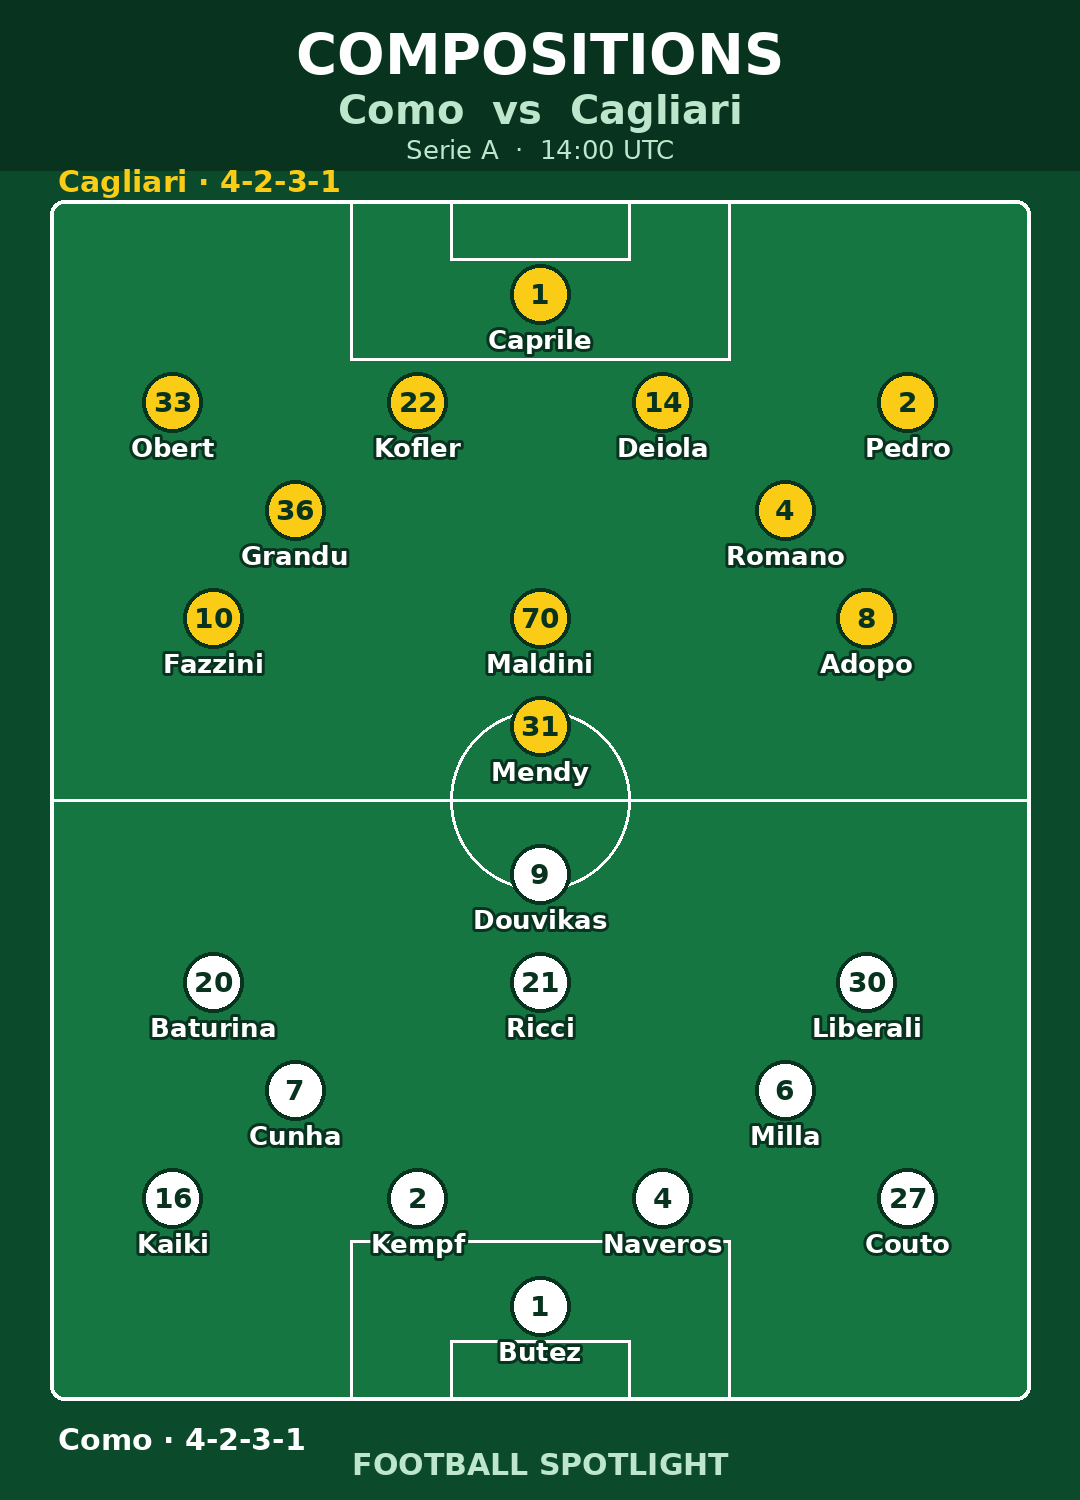 COMPOSITIONS
Como vs Cagliari
Serie A · 14:00 UTC
Cagliari · 4-2-3-1
1
Caprile
33 22 14 2
Obert Kofler Deiola Pedro
36 4
Grandu Romano
10 70 8
Fazzini Maldini Adopo
31
Mendy
9
Douvikas
20 21 30
Baturina Ricci Liberali
7 6
Cunha Milla
16 2 4 27
Kaiki Kempf Naveros Couto
1
Butez
Como · 4-2-3-1
FOOTBALL SPOTLIGHT